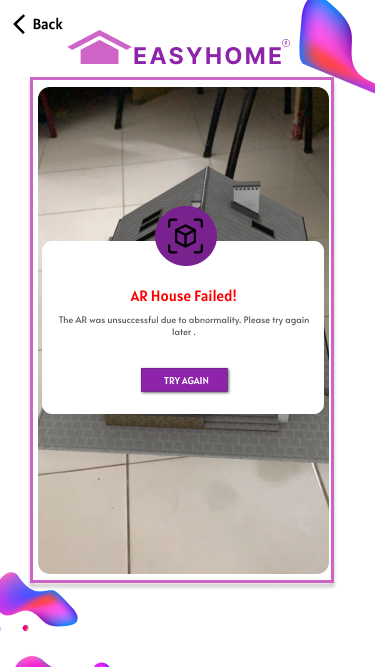 Back
EASYHOME
AR House Failed!
The AR was unsuccessful due to abnormality. Please try again
later .
TRY AGAIN